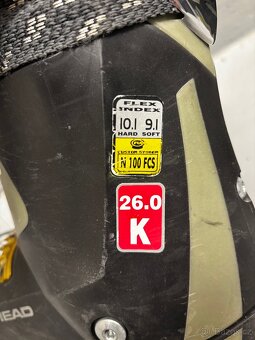 FLEX
INDEX
10.1 9.1
HARD SOFT
N 100 FCS
26.0
K
HEAD